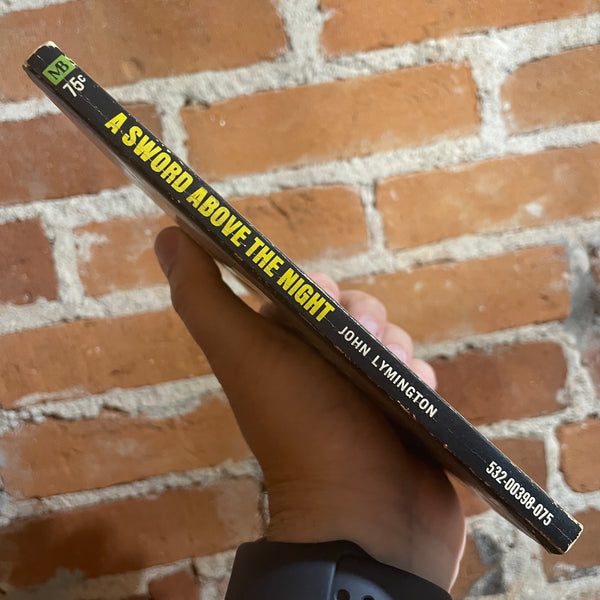 MB
75c
A SWORD ABOVE THE NIGHT
JOHN LYMINGTON
532-00398-075